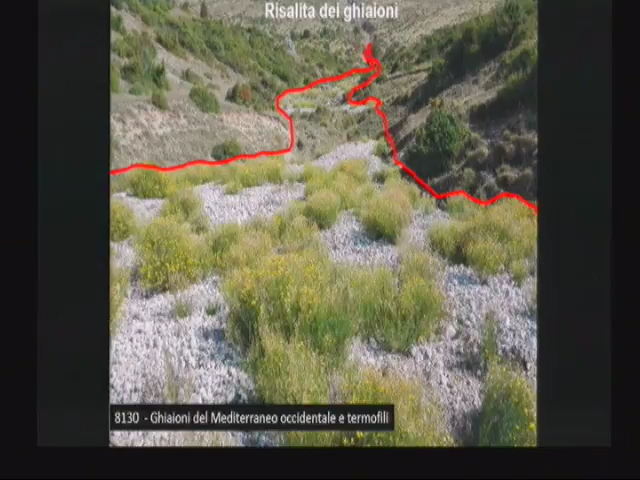 Risalita dei ghiaioni
8130 - Ghiaioni del Mediterraneo occidentale e termofili